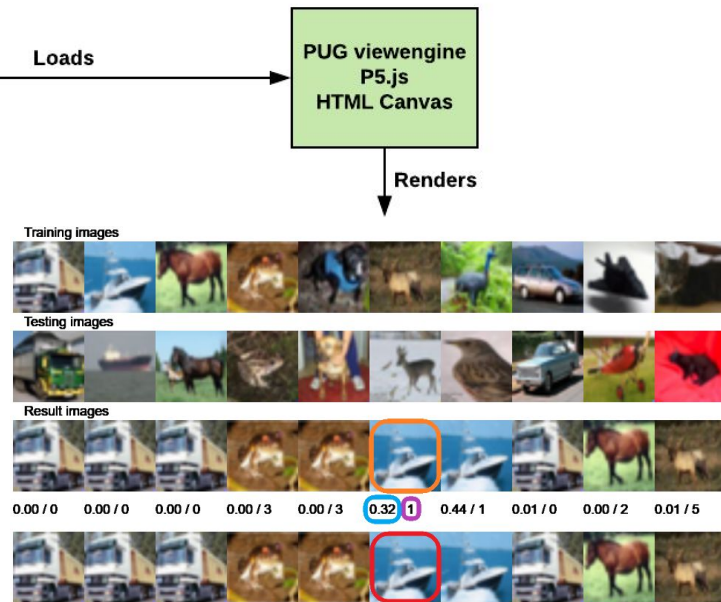 Loads
PUG viewengine
P5.js
HTML Canvas
Renders
Training images
Testing images
Result images
0.00 / 0 0.00 / 0 0.00 / 0 0.00 / 3 0.00 / 3 0.32 1 0.44 / 1 0.01 / 0 0.00 / 2 0.01 / 5